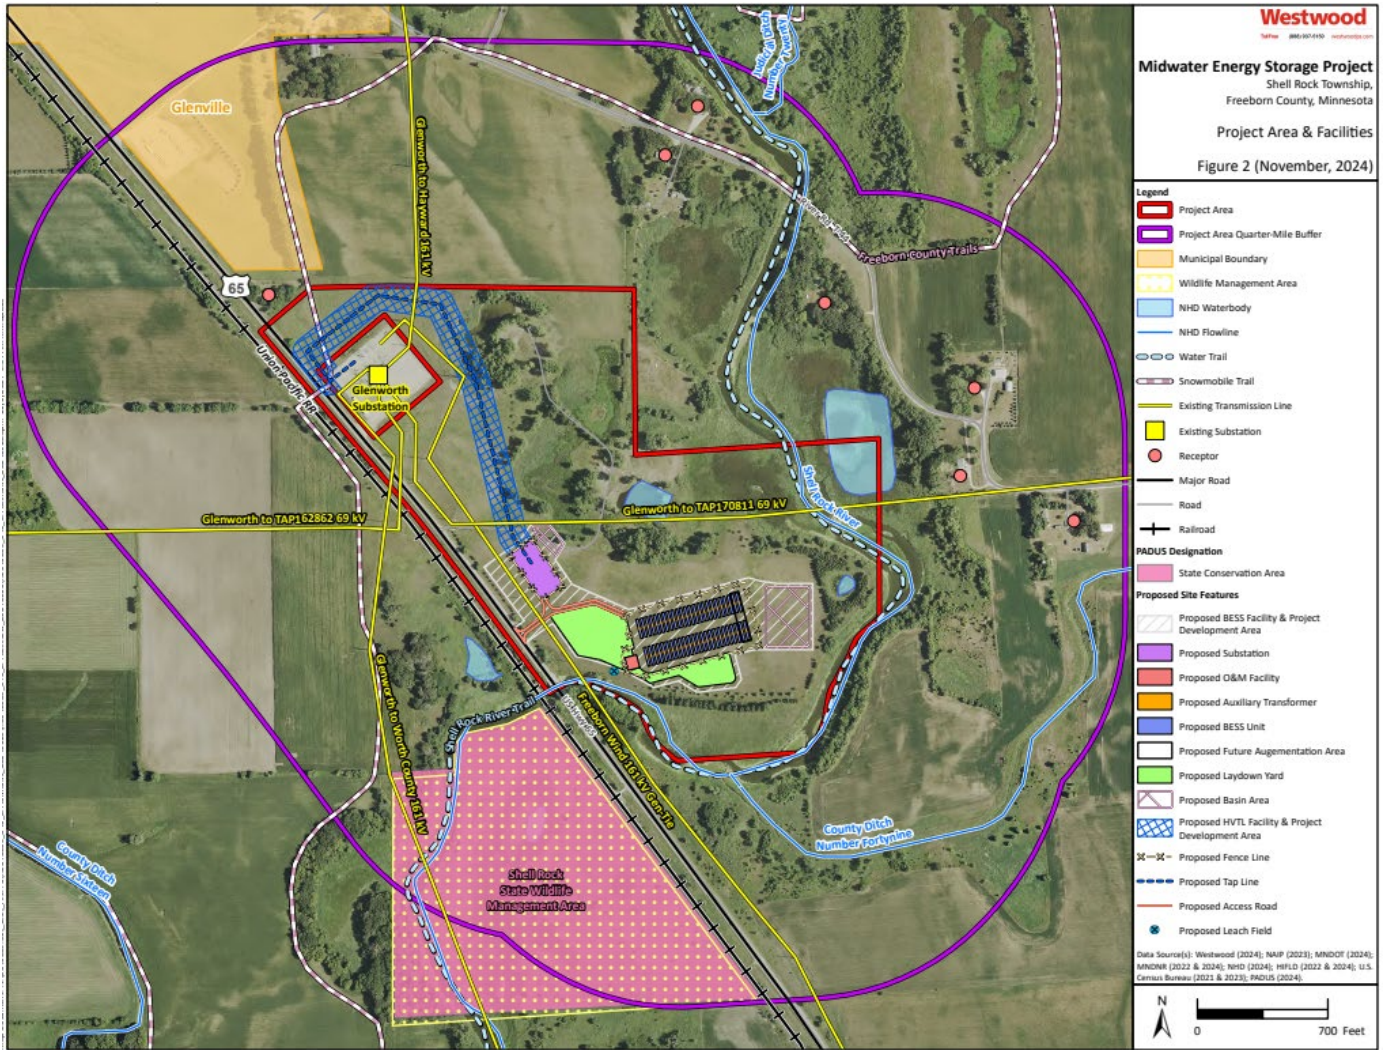 Glenville
Judicial Ditch
Number Twenty
Glenworth to Hayward 161 kV
River Rd-T-56
Freeborn County Trails
65
Union Pacific RR
Glenworth
Substation
Glenworth to TAP162862 69 kV
Glenworth to TAP170811 69 kV
Shell Rock River
Glenworth to Worth County 161 kV
Shell Rock River Trail
Freeborn Wind 161 kV Gen-Tie
County Ditch
Number Fortynine
County Ditch
Number Sixteen
Shell Rock
State Wildlife
Management Area
Westwood
Midwater Energy Storage Project
Shell Rock Township,
Freeborn County, Minnesota
Project Area & Facilities
Figure 2 (November, 2024)
Legend
Project Area
Project Area Quarter-Mile Buffer
Municipal Boundary
Wildlife Management Area
NHD Waterbody
NHD Flowline
Water Trail
Snowmobile Trail
Existing Transmission Line
Existing Substation
Receptor
Major Road
Road
Railroad
PADUS Designation
State Conservation Area
Proposed Site Features
Proposed BESS Facility & Project
Development Area
Proposed Substation
Proposed O&M Facility
Proposed Auxiliary Transformer
Proposed BESS Unit
Proposed Future Augementation Area
Proposed Laydown Yard
Proposed Basin Area
Proposed HVTL Facility & Project
Development Area
Proposed Fence Line
Proposed Tap Line
Proposed Access Road
Proposed Leach Field
Data Source(s): Westwood (2024); NAIP (2023); MNDOT (2024);
MNDNR (2022 & 2024); NHD (2024); HIFLD (2022 & 2024); U.S.
Census Bureau (2021 & 2023); PADUS (2024).
N
0 700 Feet